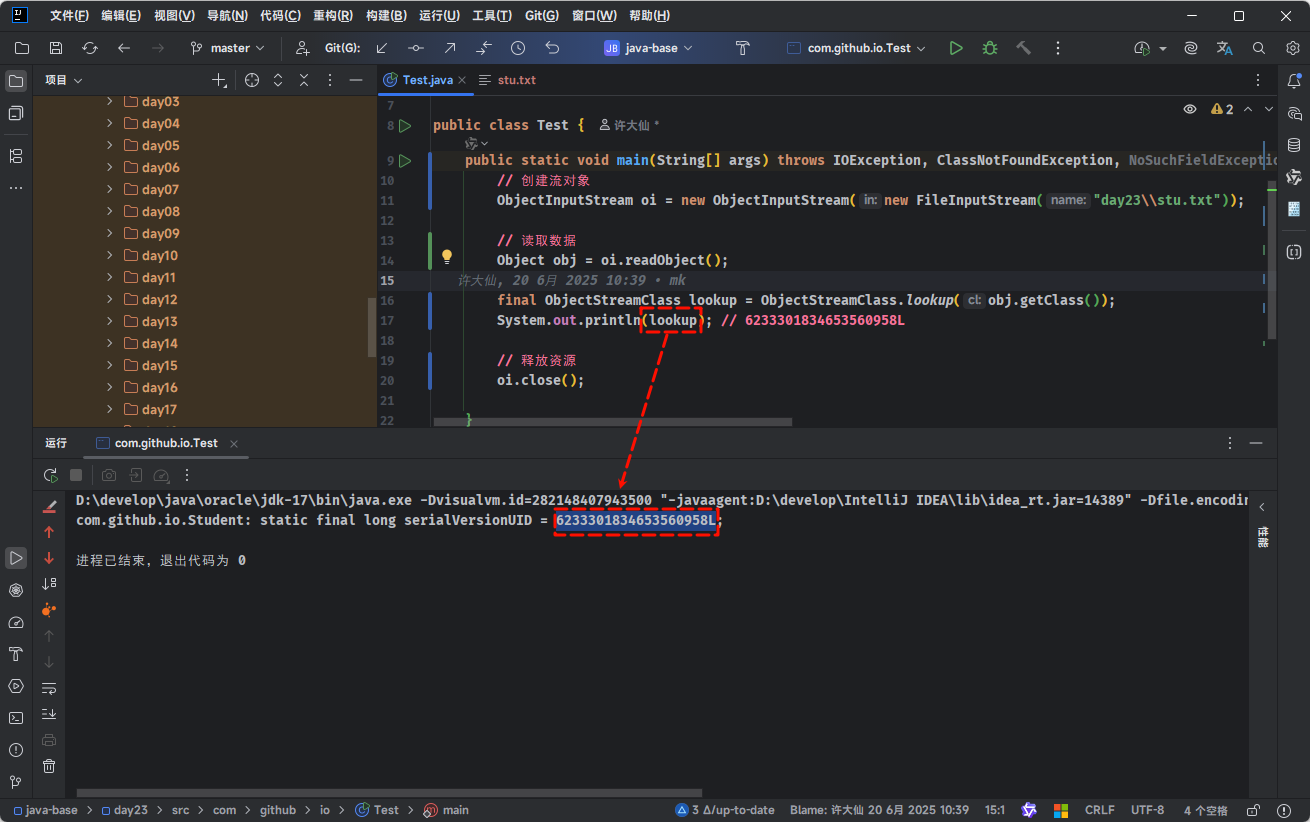 文件(F) 编辑(E) 视图(V) 导航(N) 代码(C) 重构(R) 构建(B) 运行(U) 工具(T) Git(G) 窗口(W) 帮助(H)
master Git(G): JB java-base com.github.io.Test
项目
Test.java stu.txt
day03
day04
day05
day06
day07
day08
day09
day10
day11
day12
day13
day14
day15
day16
day17
2
7
8 public class Test { 许大仙 *
9 public static void main(String[] args) throws IOException, ClassNotFoundException, NoSuchFieldExceptio
10 // 创建流对象
11 ObjectInputStream oi = new ObjectInputStream( in: new FileInputStream( name: "day23\\stu.txt"));
12
13 // 读取数据
14 Object obj = oi.readObject();
15 许大仙, 20 6月 2025 10:39 • mk
16 final ObjectStreamClass lookup = ObjectStreamClass.lookup( cl: obj.getClass());
17 System.out.println(lookup); // 6233301834653560958L
18
19 // 释放资源
20 oi.close();
21
22 }
运行 com.github.io.Test
D:\develop\java\oracle\jdk-17\bin\java.exe -Dvisualvm.id=282148407943500 "-javaagent:D:\develop\IntelliJ IDEA\lib\idea_rt.jar=14389" -Dfile.encodin
com.github.io.Student: static final long serialVersionUID = 6233301834653560958L;
进程已结束，退出代码为 0
性能
java-base > day23 > src > com > github > io > Test > main
3 Δ/up-to-date Blame: 许大仙 20 6月 2025 10:39 15:1 CRLF UTF-8 4 个空格